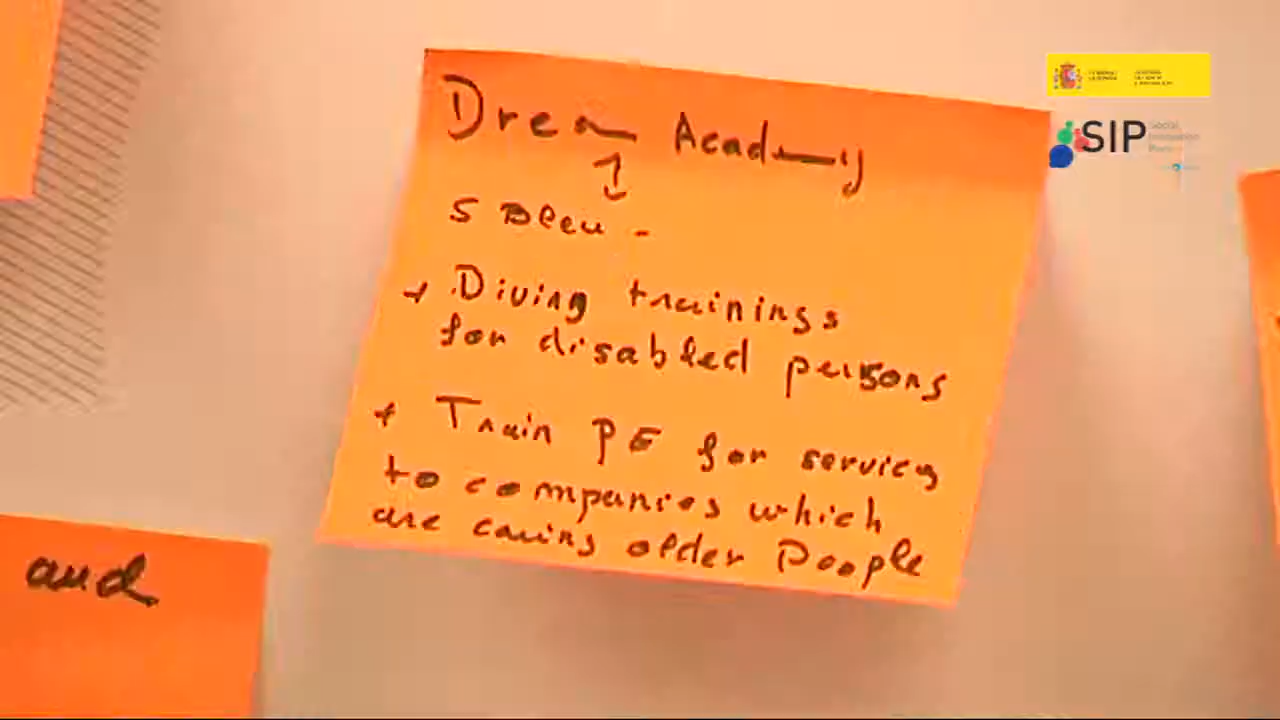 Dream Academy
5 Bleu -
+ Diving trainings
for disabled persons
+ Train PE for services
to companies which
are caring older People
and
SIP